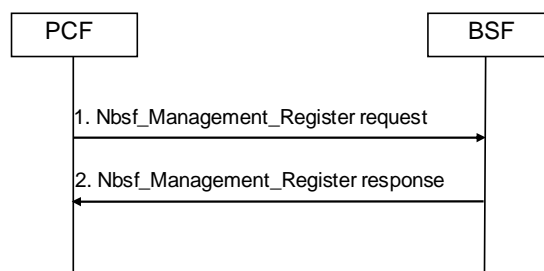 PCF
BSF
1. Nbsf_Management_Register request
2. Nbsf_Management_Register response